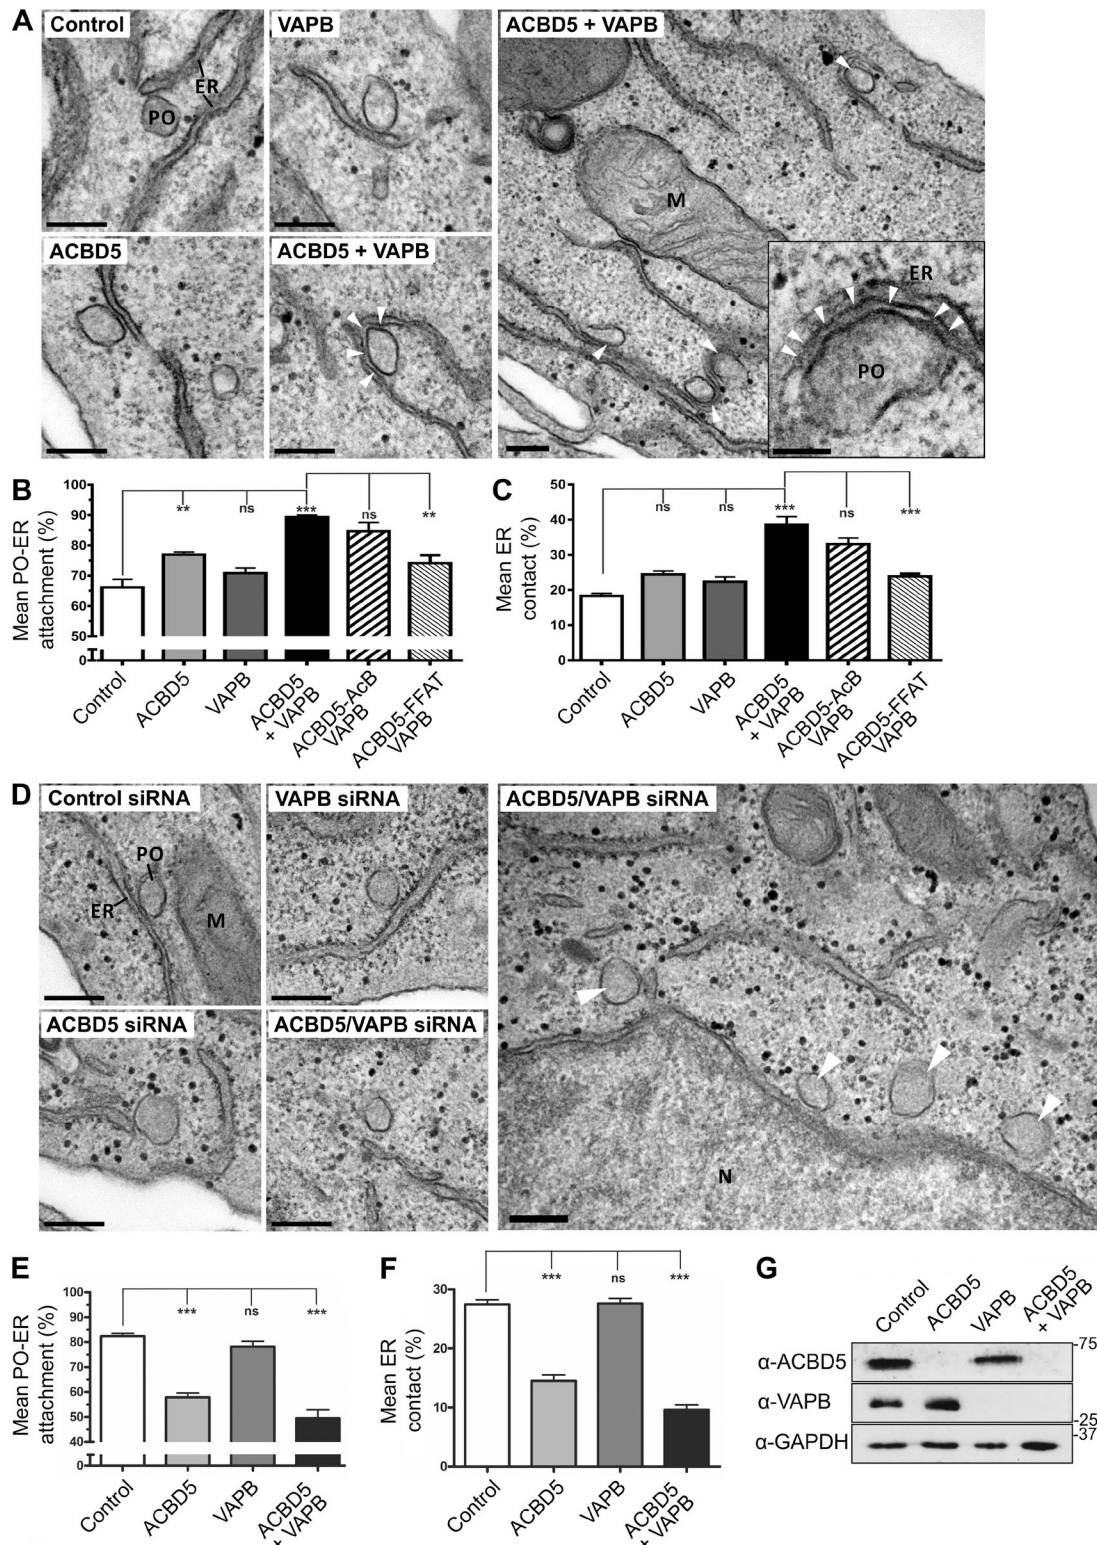 A
Control
ER
PO
VAPB
ACBD5
ACBD5 + VAPB
ACBD5 + VAPB
M
ER
PO
B
Mean PO-ER
attachment (%)
100
90
80
70
60
50
0
**
ns
***
ns
**
Control
ACBD5
VAPB
ACBD5
+ VAPB
ACBD5-AcB
VAPB
ACBD5-FFAT
VAPB
C
Mean ER
contact (%)
50
40
30
20
10
0
ns
ns
***
ns
***
Control
ACBD5
VAPB
ACBD5
+ VAPB
ACBD5-AcB
VAPB
ACBD5-FFAT
VAPB
D
Control siRNA
PO
ER
M
VAPB siRNA
ACBD5 siRNA
ACBD5/VAPB siRNA
ACBD5/VAPB siRNA
N
E
Mean PO-ER
attachment (%)
100
90
80
70
60
50
40
0
***
ns
***
Control
ACBD5
VAPB
ACBD5
+ VAPB
F
Mean ER
contact (%)
30
20
10
0
***
ns
***
Control
ACBD5
VAPB
ACBD5
+ VAPB
G
Control
ACBD5
VAPB
ACBD5
+ VAPB
α-ACBD5
-75
α-VAPB
-25
α-GAPDH
-37